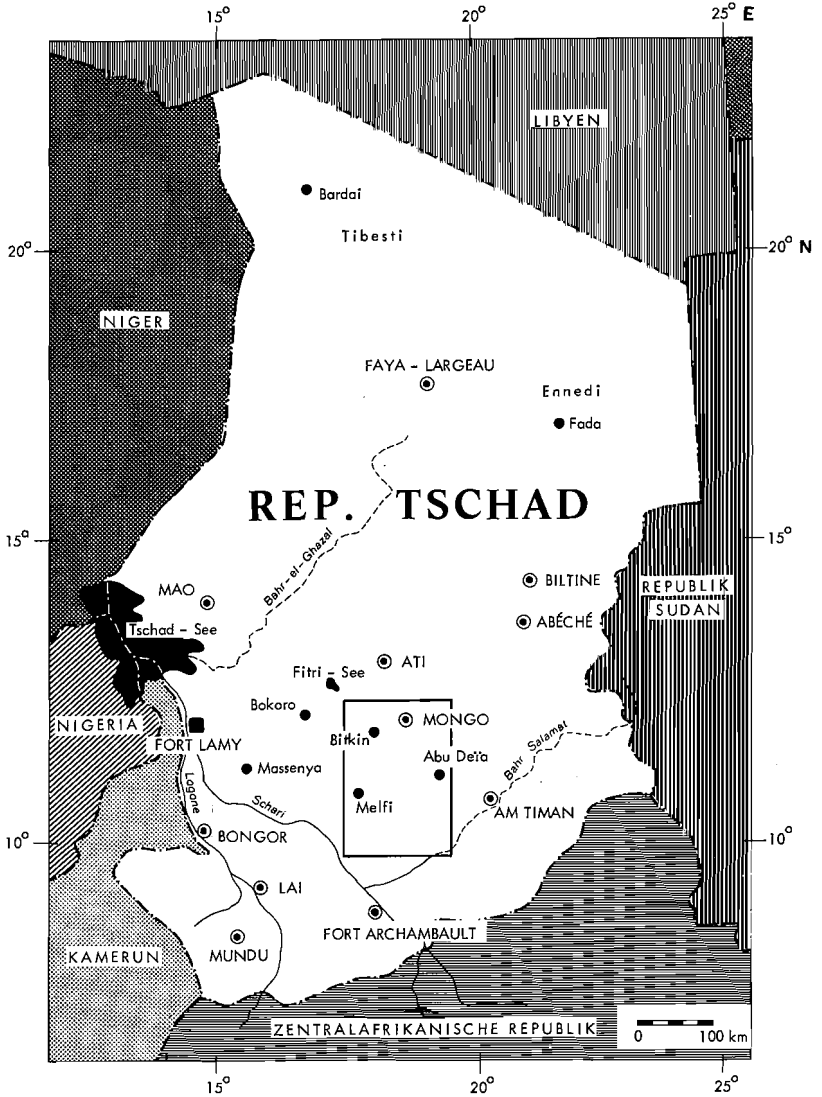 15° 20° 25° E
LIBYEN
Bardai
Tibesti
20° 20° N
NIGER
FAYA - LARGEAU
Ennedi
Fada
REP. TSCHAD
15° 15°
Bahr-el-Ghazal
BILTINE
REPUBLIK
SUDAN
MAO
ABÉCHÉ
Tschad - See
ATI
Fitri - See
Bokoro
MONGO
NIGERIA
Bitkin
FORT LAMY
Abu Deïa
Bahr Salamat
Massenya
Logone
Schari
Melfi
AM TIMAN
10° 10°
BONGOR
LAI
FORT ARCHAMBAULT
KAMERUN
MUNDU
ZENTRALAFRIKANISCHE REPUBLIK
0 100 km
15° 20° 25°